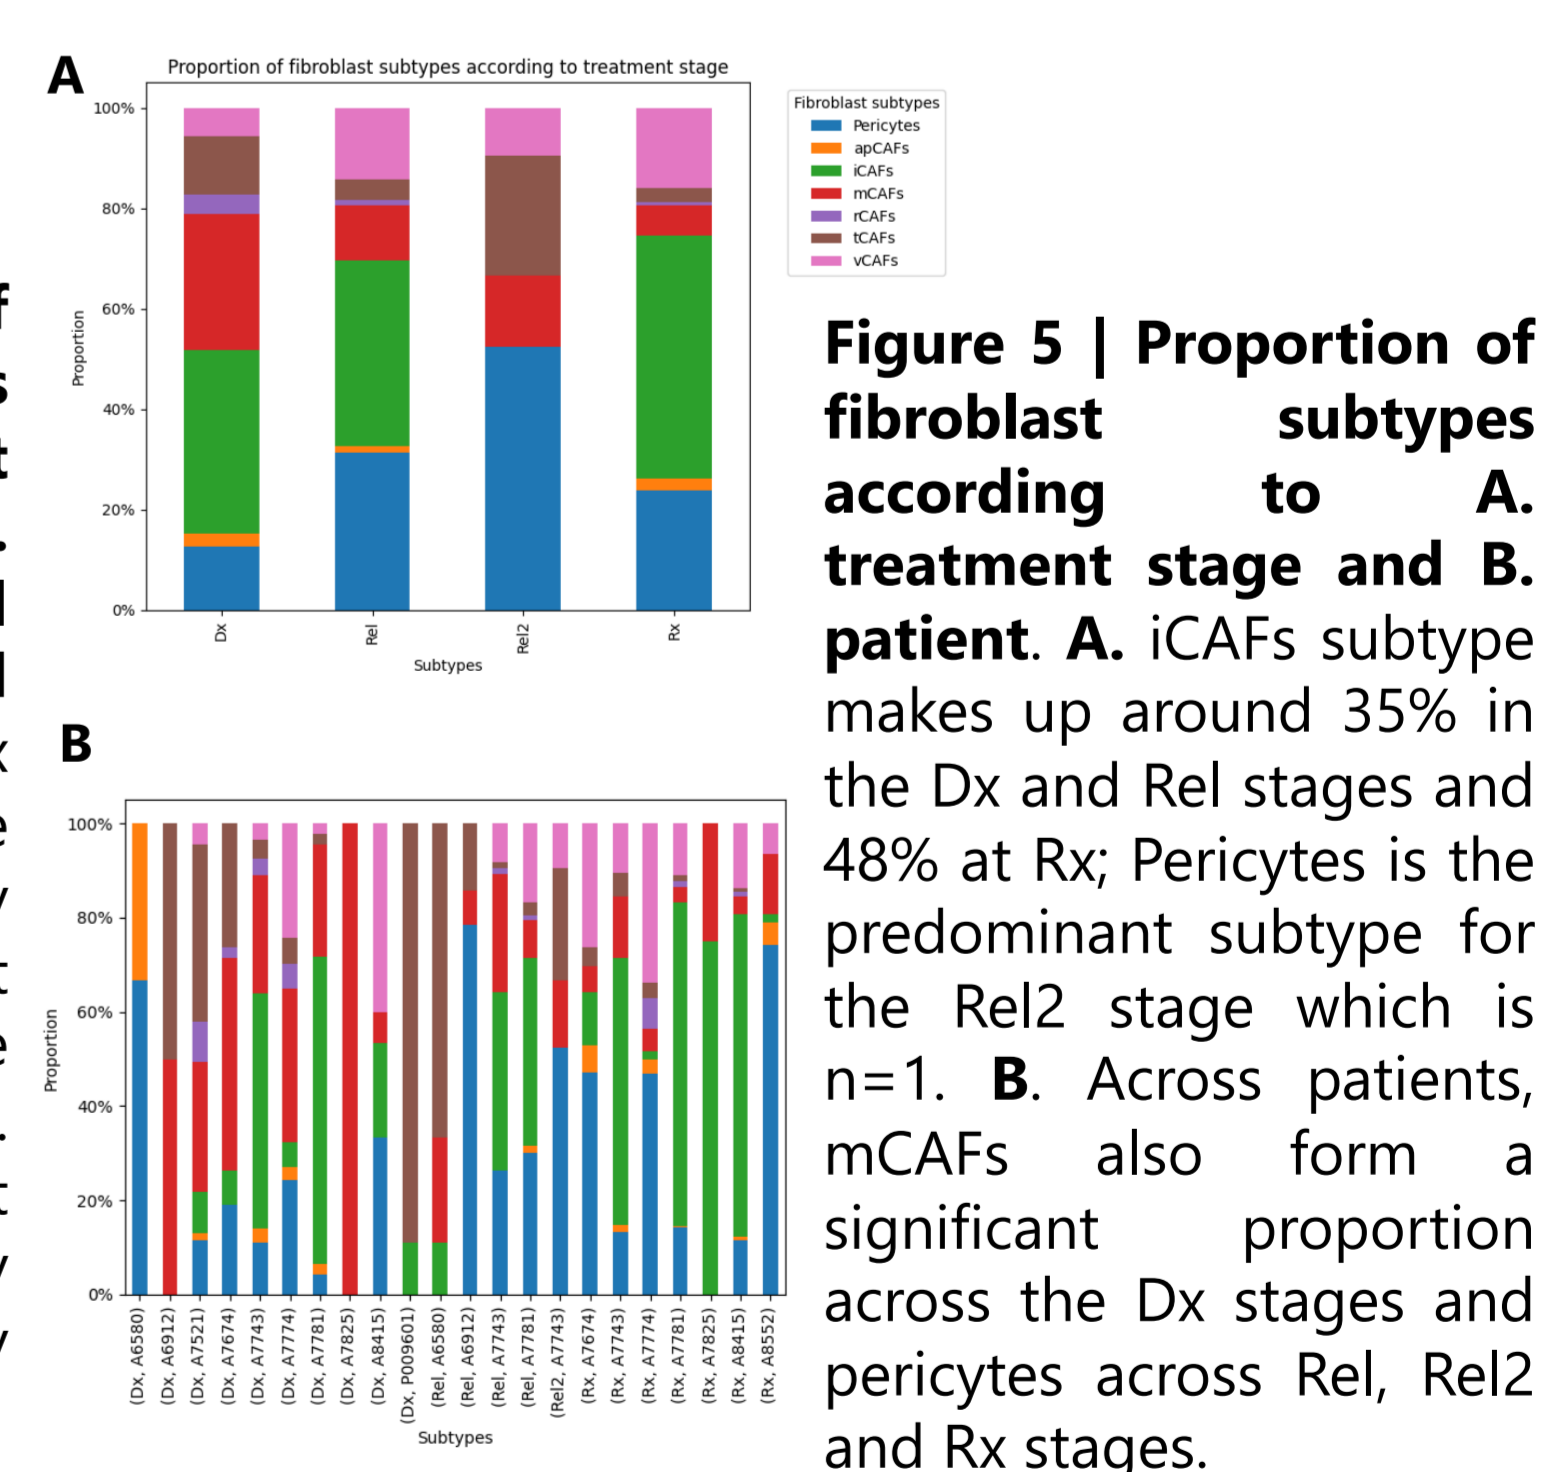 A
Proportion of fibroblast subtypes according to treatment stage
100%
80%
60%
40%
20%
0%
Proportion
Dx
Rel
Rel2
Rx
Subtypes
Fibroblast subtypes
Pericytes
apCAFs
iCAFs
mCAFs
rCAFs
tCAFs
vCAFs
B
100%
80%
60%
40%
20%
0%
Proportion
(Dx, A6580)
(Dx, A6912)
(Dx, A7521)
(Dx, A7674)
(Dx, A7743)
(Dx, A7774)
(Dx, A7781)
(Dx, A7825)
(Dx, A8415)
(Dx, P009601)
(Rel, A6580)
(Rel, A6912)
(Rel, A7743)
(Rel, A7781)
(Rel2, A7743)
(Rx, A7674)
(Rx, A7743)
(Rx, A7774)
(Rx, A7781)
(Rx, A7825)
(Rx, A8415)
(Rx, A8552)
Subtypes
Figure 5 | Proportion of
fibroblast subtypes
according to A.
treatment stage and B.
patient. A. iCAFs subtype
makes up around 35% in
the Dx and Rel stages and
48% at Rx; Pericytes is the
predominant subtype for
the Rel2 stage which is
n=1. B. Across patients,
mCAFs also form a
significant proportion
across the Dx stages and
pericytes across Rel, Rel2
and Rx stages.